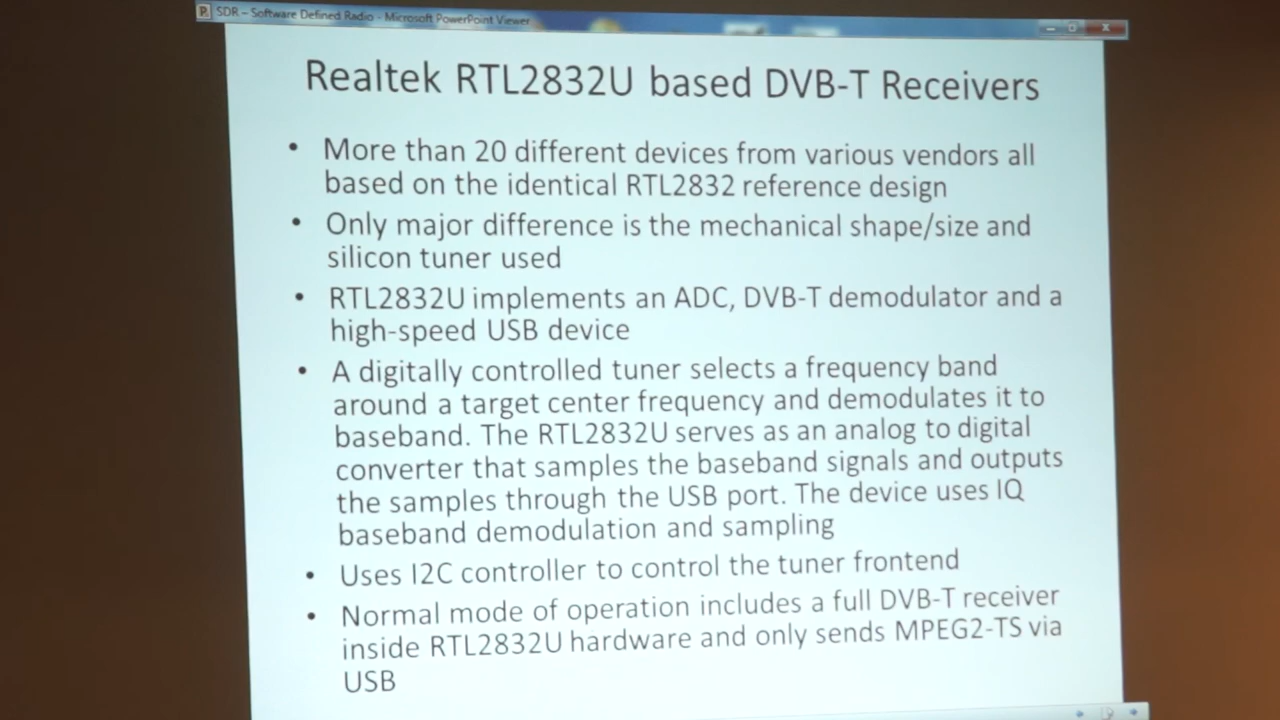 SDR – Software Defined Radio - Microsoft PowerPoint Viewer
Realtek RTL2832U based DVB-T Receivers
• More than 20 different devices from various vendors all
based on the identical RTL2832 reference design
• Only major difference is the mechanical shape/size and
silicon tuner used
• RTL2832U implements an ADC, DVB-T demodulator and a
high-speed USB device
• A digitally controlled tuner selects a frequency band
around a target center frequency and demodulates it to
baseband. The RTL2832U serves as an analog to digital
converter that samples the baseband signals and outputs
the samples through the USB port. The device uses IQ
baseband demodulation and sampling
• Uses I2C controller to control the tuner frontend
• Normal mode of operation includes a full DVB-T receiver
inside RTL2832U hardware and only sends MPEG2-TS via
USB